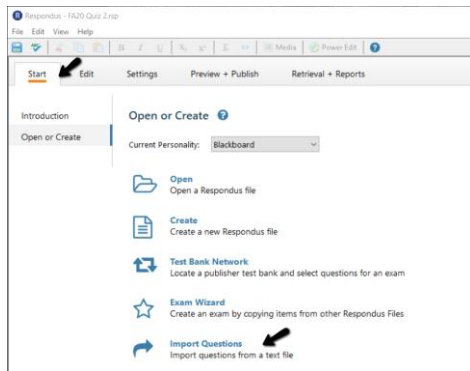 Respondus - FA20 Quiz 2.rsp
File Edit View Help
B I U Media Power Edit ?
Start Edit Settings Preview + Publish Retrieval + Reports
Introduction
Open or Create
Open or Create ?
Current Personality: Blackboard
Open
Open a Respondus file
Create
Create a new Respondus file
Test Bank Network
Locate a publisher test bank and select questions for an exam
Exam Wizard
Create an exam by copying items from other Respondus Files
Import Questions
Import questions from a text file